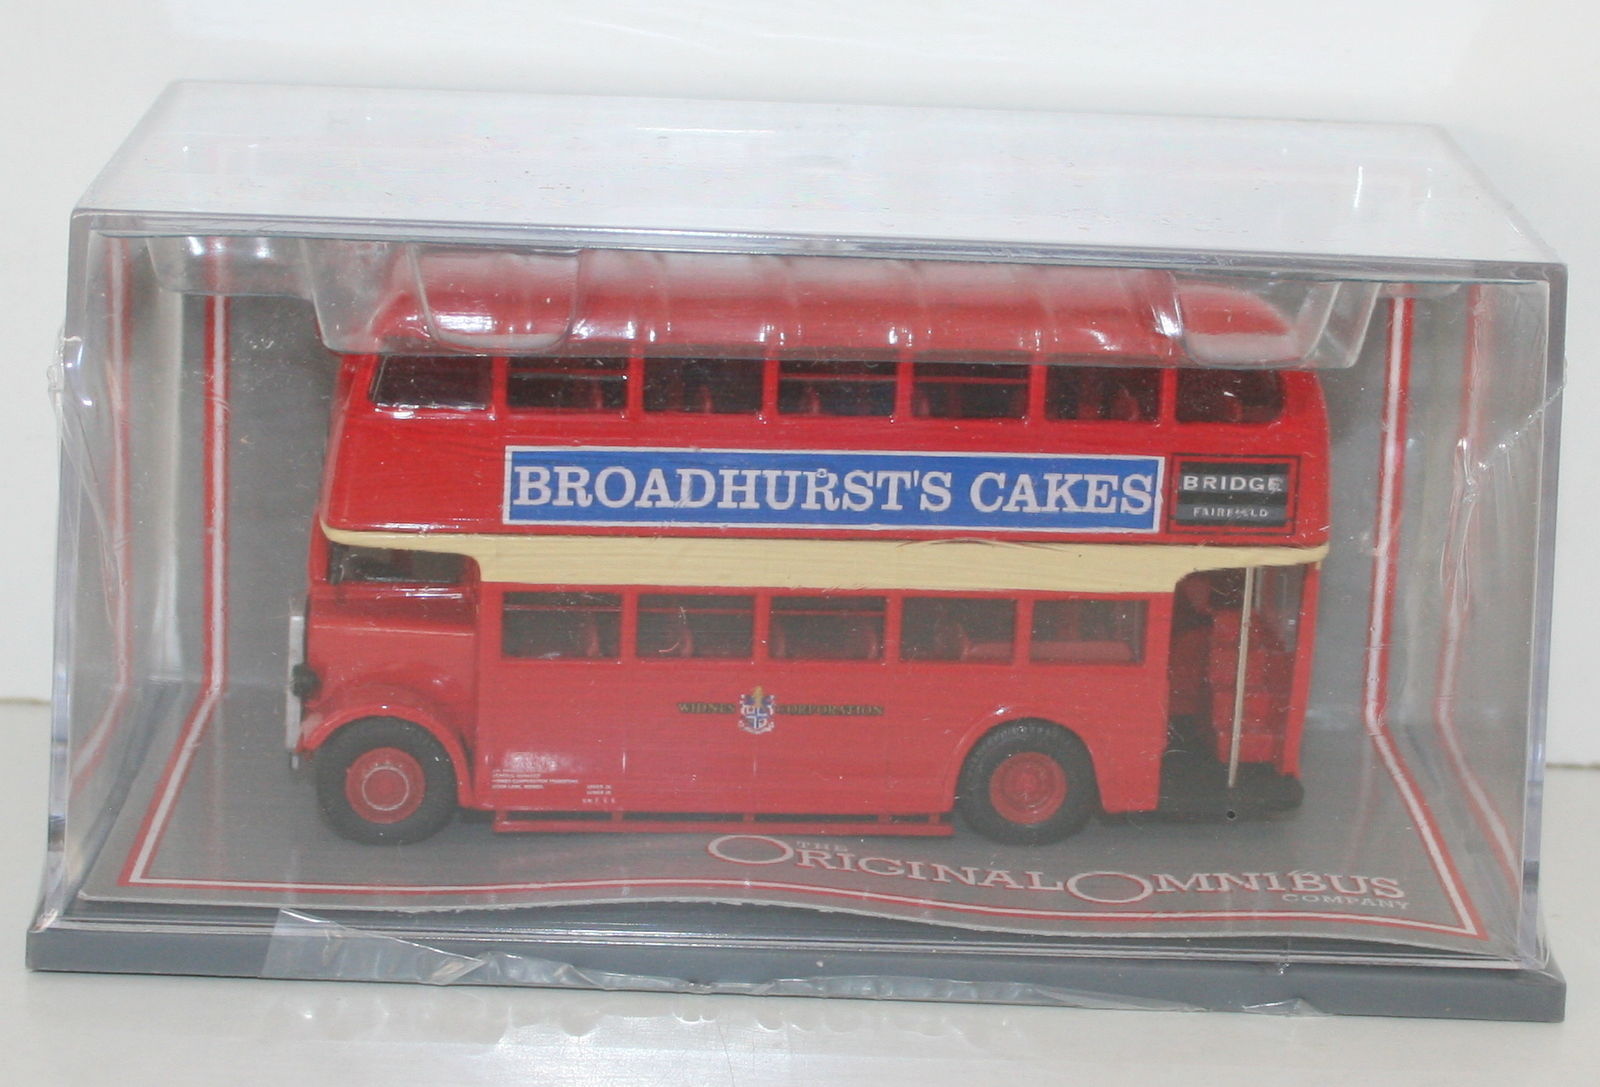 BROADHURST'S CAKES
BRIDGE
FAIRFIELD
WIDNES CORPORATION
THE
ORIGINAL OMNIBUS
COMPANY